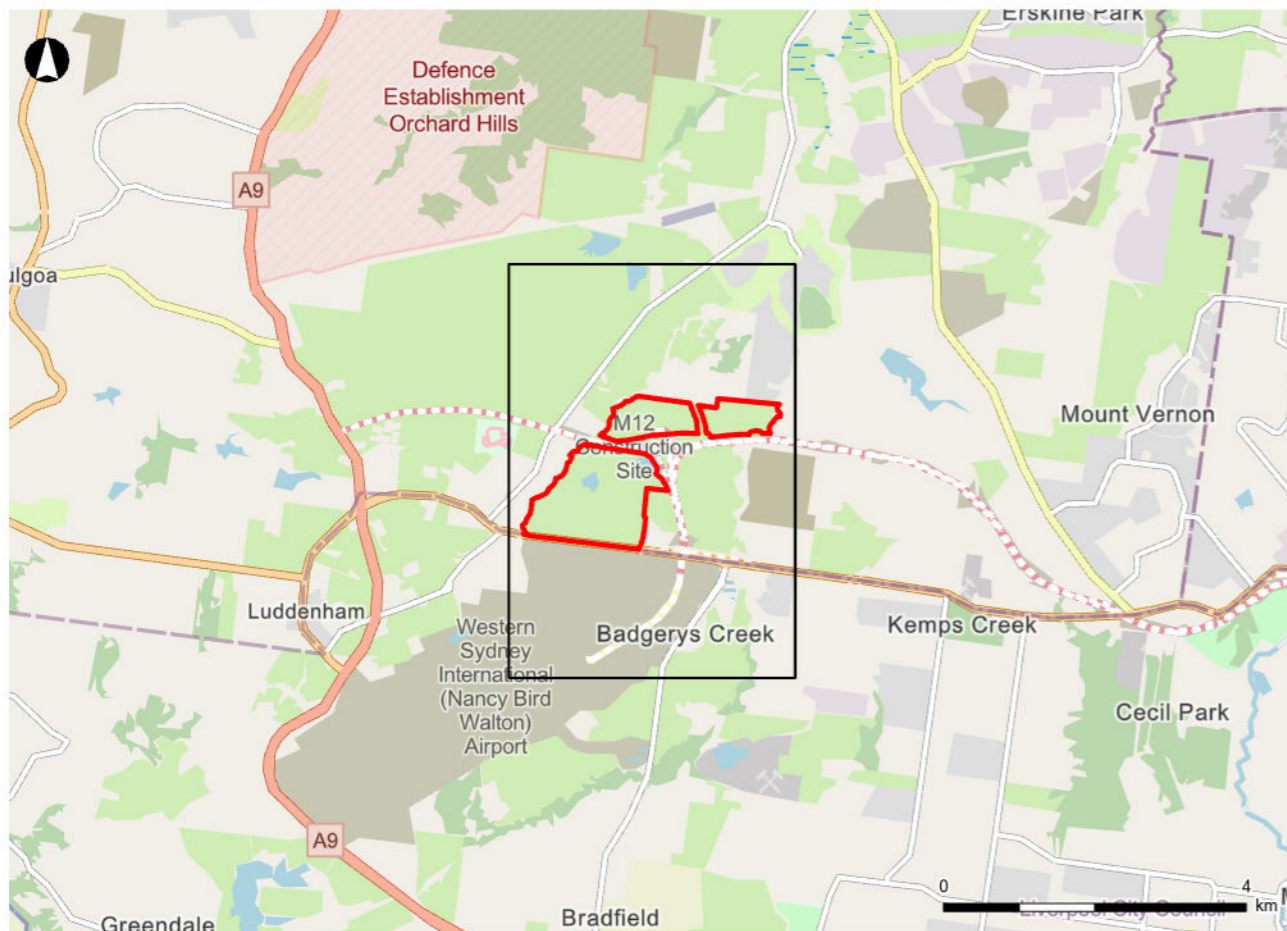 Erskine Park
Defence
Establishment
Orchard Hills
A9
ulgoa
Mount Vernon
M12
Construction
Site
Luddenham
Western
Sydney
International
(Nancy Bird
Walton)
Airport
Badgerys Creek
Kemps Creek
Cecil Park
A9
0 4
km
Liverpool City Council
M
Greendale
Bradfield